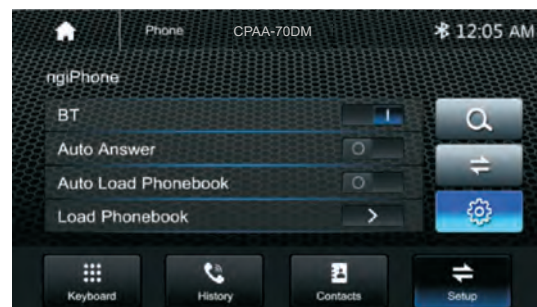 Phone CPAA-70DM 12:05 AM
ngiPhone
BT
Auto Answer
Auto Load Phonebook
Load Phonebook
Keyboard History Contacts Setup